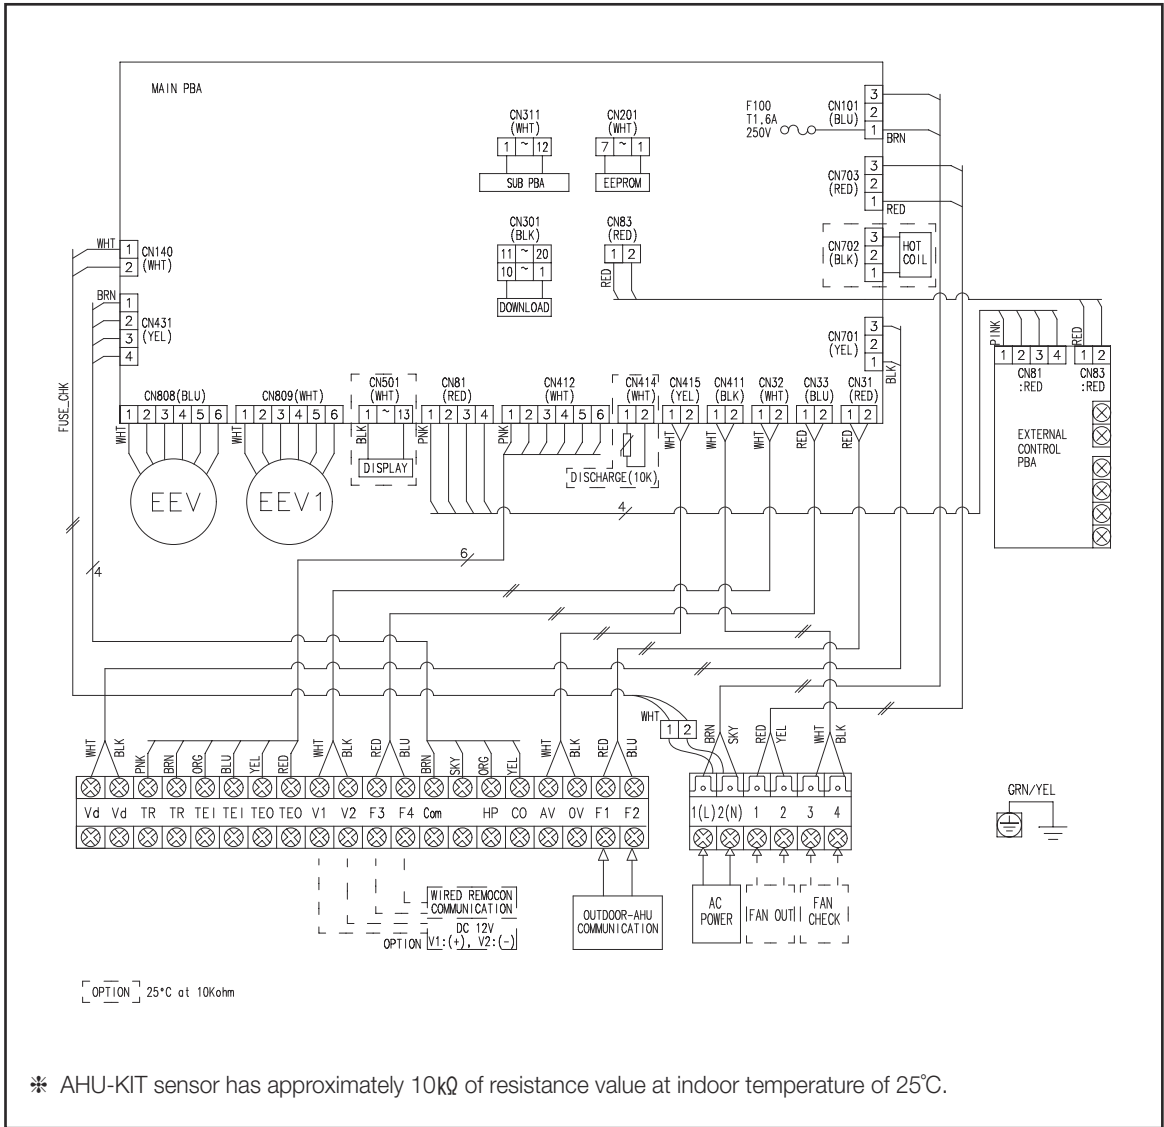 MAIN PBA
CN311
(WHT)
1 ~ 12
SUB PBA
CN201
(WHT)
7 ~ 1
EEPROM
F100
T1.6A
250V
CN101
(BLU)
3
2
1
BRN
CN703
(RED)
3
2
1
RED
CN301
(BLK)
11 ~ 20
10 ~ 1
DOWNLOAD
CN83
(RED)
1 2
RED
CN702
(BLK)
3
2
1
HOT
COIL
WHT
1
2
CN140
(WHT)
BRN
1
2
3
4
CN431
(YEL)
CN701
(YEL)
3
2
1
BLK
FUSE_CHK
PINK
1 2 3 4
CN81
:RED
RED
1 2
CN83
:RED
EXTERNAL
CONTROL
PBA
CN808(BLU)
1 2 3 4 5 6
WHT
EEV
CN809(WHT)
1 2 3 4 5 6
WHT
EEV1
CN501
(WHT)
1 ~ 13
BLK
DISPLAY
CN81
(RED)
1 2 3 4
PNK
CN412
(WHT)
1 2 3 4 5 6
PNK
CN414
(WHT)
1 2
DISCHARGE(10K)
CN415
(YEL)
1 2
WHT
CN411
(BLK)
1 2
WHT
CN32
(WHT)
1 2
WHT
CN33
(BLU)
1 2
RED
CN31
(RED)
1 2
RED
4
6
4
WHT
1 2
WHT BLK PNK BRN ORG BLU YEL RED WHT BLK RED BLU BRN SKY ORG YEL WHT BLK RED BLU
BRN SKY RED YEL WHT BLK
Vd Vd TR TR TEI TEI TEO TEO V1 V2 F3 F4 Com HP CO AV OV F1 F2
1(L) 2(N) 1 2 3 4
GRN/YEL
WIRED REMOCON
COMMUNICATION
DC 12V
V1:(+), V2:(-)
OPTION
OUTDOOR-AHU
COMMUNICATION
AC
POWER
FAN OUT
FAN
CHECK
OPTION 25°C at 10Kohm
❈ AHU-KIT sensor has approximately 10㏀ of resistance value at indoor temperature of 25˚C.